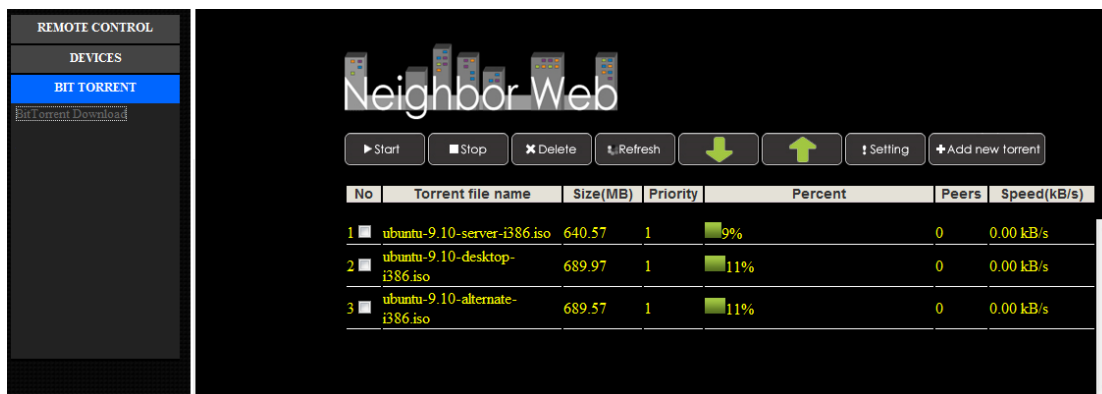 REMOTE CONTROL
DEVICES
BIT TORRENT
BitTorrent Download
Neighbor Web
Start Stop Delete Refresh Setting Add new torrent
No Torrent file name Size(MB) Priority Percent Peers Speed(kB/s)
1 ubuntu-9.10-server-i386.iso 640.57 1 9% 0 0.00 kB/s
2 ubuntu-9.10-desktop-i386.iso 689.97 1 11% 0 0.00 kB/s
3 ubuntu-9.10-alternate-i386.iso 689.57 1 11% 0 0.00 kB/s